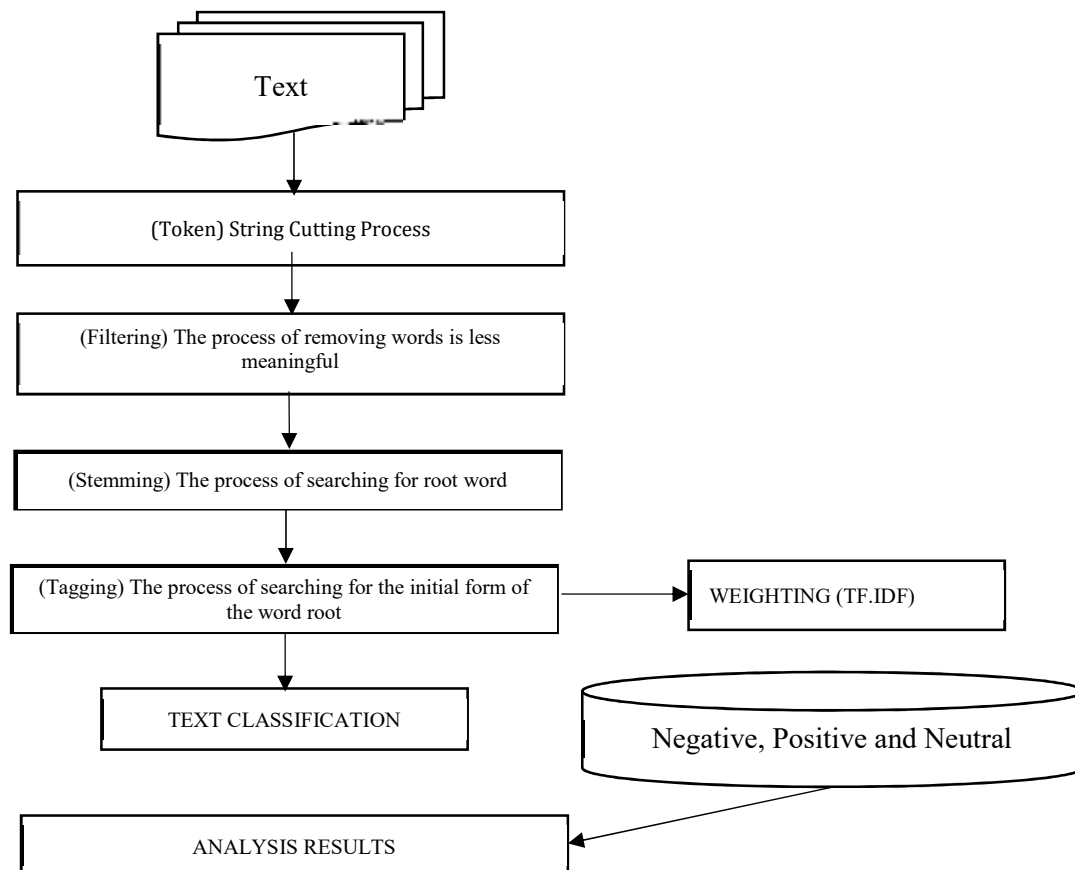 Text
(Token) String Cutting Process
(Filtering) The process of removing words is less
meaningful
(Stemming) The process of searching for root word
(Tagging) The process of searching for the initial form of
the word root
WEIGHTING (TF.IDF)
TEXT CLASSIFICATION
Negative, Positive and Neutral
ANALYSIS RESULTS